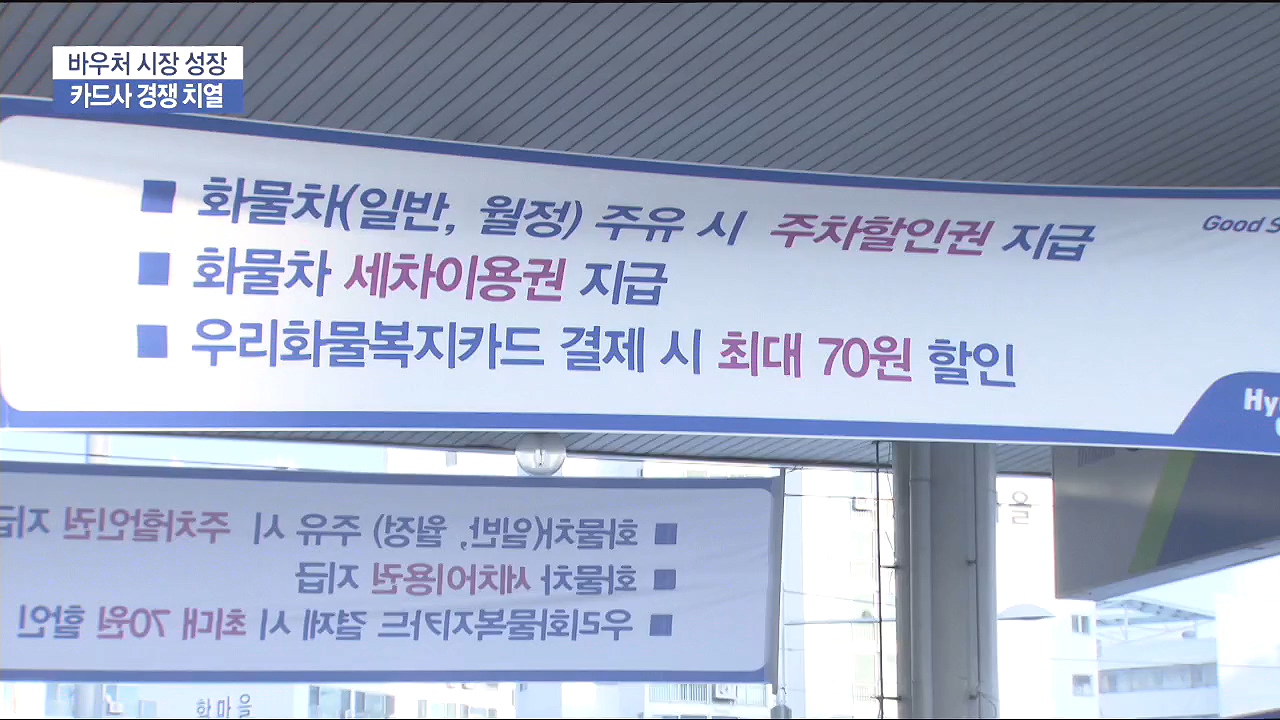 바우처 시장 성장
카드사 경쟁 치열
■ 화물차(일반, 월정) 주유 시 주차할인권 지급
■ 화물차 세차이용권 지급
■ 우리화물복지카드 결제 시 최대 70원 할인
Good S
Hy
■ 화물차(일반, 월정) 주유 시 주차할인권 지급
■ 화물차 세차이용권 지급
■ 우리화물복지카드 결제 시 최대 70원 할인
을